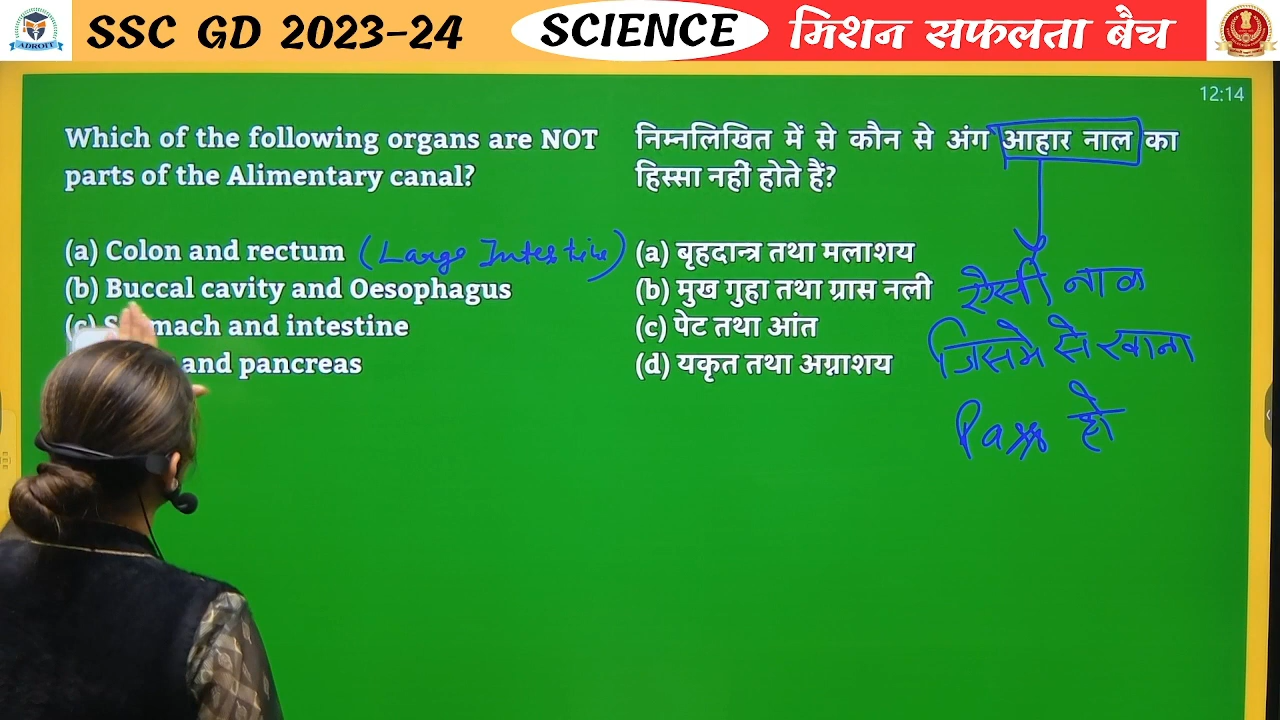 SSC GD 2023-24 SCIENCE मिशन सफलता बैच
ADROIT
12:14
Which of the following organs are NOT
parts of the Alimentary canal?
(a) Colon and rectum (Large Intestine)
(b) Buccal cavity and Oesophagus
(c) Stomach and intestine
and pancreas
निम्नलिखित में से कौन से अंग आहार नाल का
हिस्सा नहीं होते हैं?
(a) बृहदान्त्र तथा मलाशय
(b) मुख गुहा तथा ग्रास नली
(c) पेट तथा आंत
(d) यकृत तथा अग्नाशय
ऐसी नाल
जिसमे से खाना
Pass हो